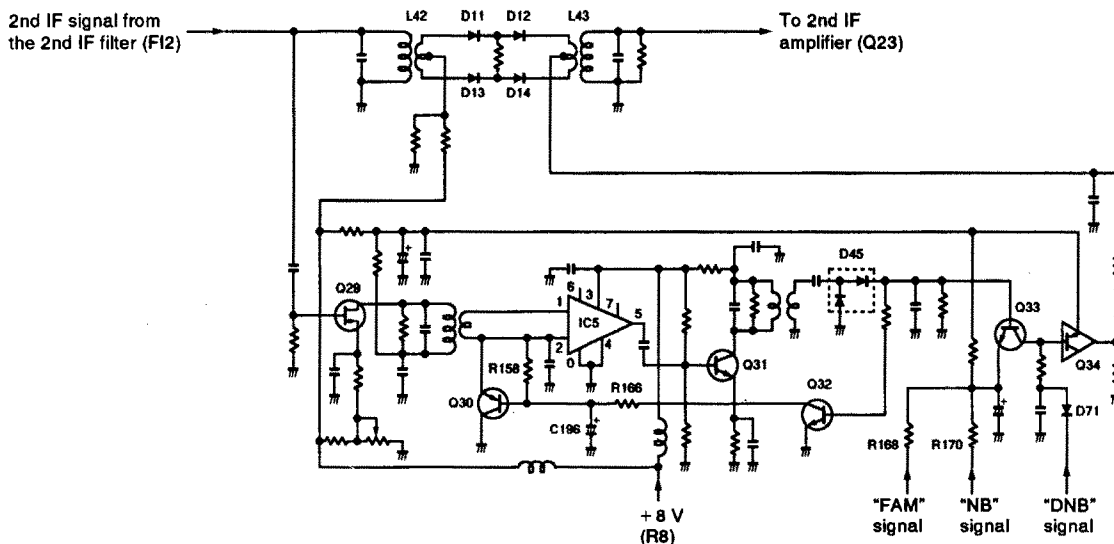 2nd IF signal from
the 2nd IF filter (FI2)
L42
D11
D12
L43
To 2nd IF
amplifier (Q23)
D13
D14
D45
Q29
6
3
7
1
IC5
5
2
4
0
Q33
Q34
R158
Q31
Q30
R166
Q32
C196
D71
R168
R170
+
+
+
+ 8 V
(R8)
"FAM"
signal
"NB"
signal
"DNB"
signal